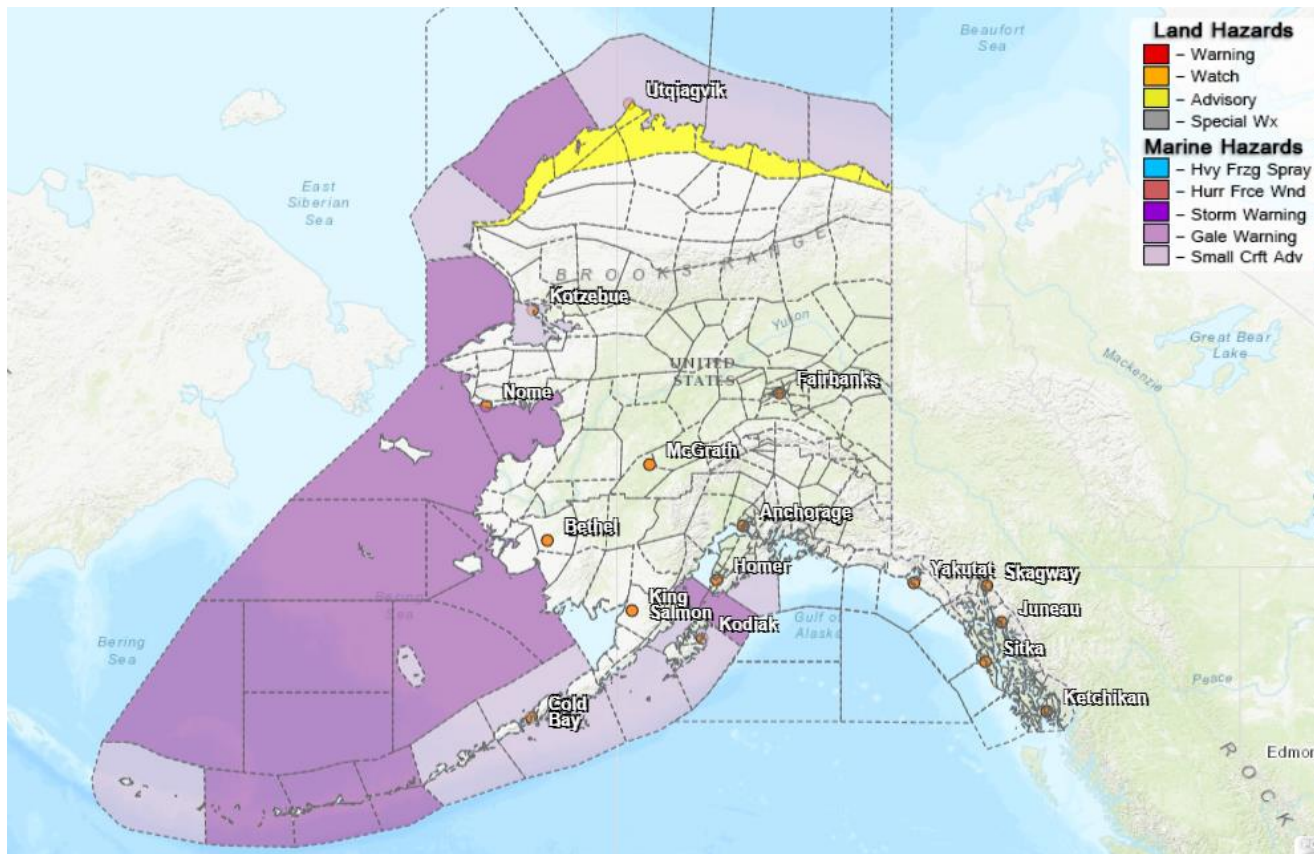 Beaufort
Sea
Land Hazards
– Warning
– Watch
– Advisory
– Special Wx
Marine Hazards
– Hvy Frzg Spray
– Hurr Frce Wnd
– Storm Warning
– Gale Warning
– Small Crft Adv
Utqiagvik
East
Siberian
Sea
BROOKS RANGE
Kotzebue
Yukon
Great Bear
Lake
Mackenzie
UNITED
STATES
Fairbanks
Nome
McGrath
Anchorage
Bethel
Homer
Yakutat
Skagway
King
Salmon
Juneau
Kodiak
Gulf of
Alaska
Bering
Sea
Bering
Sea
Sitka
Peace
Cold
Bay
Ketchikan
Edmon
ROCK